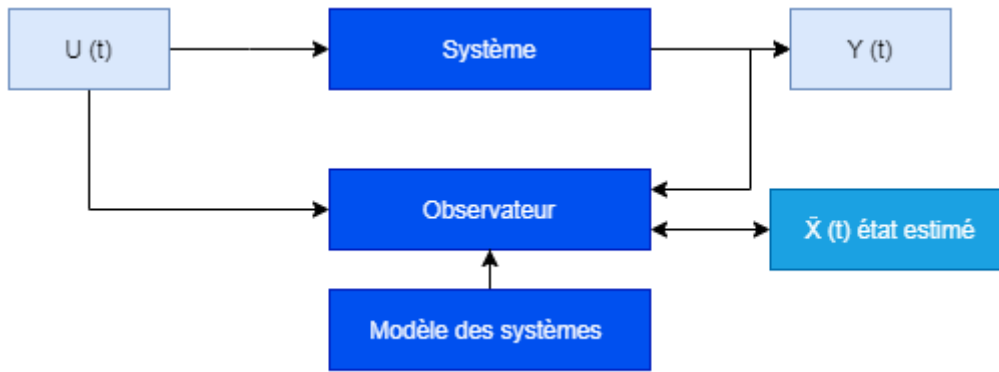 U (t)
Système
Y (t)
Observateur
X̄ (t) état estimé
Modèle des systèmes